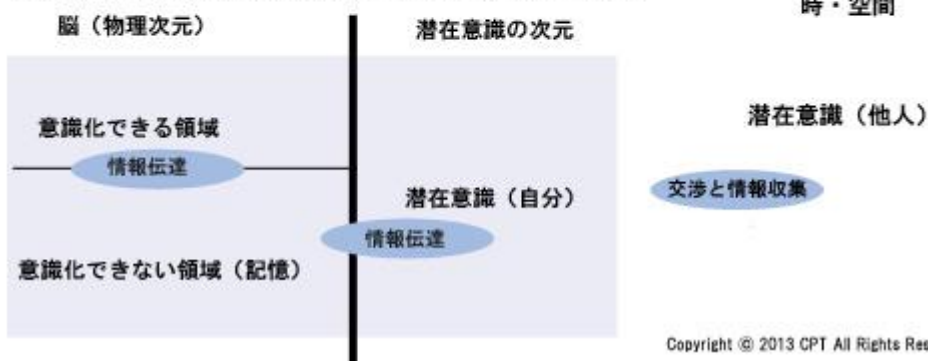 脳（物理次元）
潜在意識の次元
時・空間
意識化できる領域
情報伝達
潜在意識（他人）
潜在意識（自分）
交渉と情報収集
情報伝達
意識化できない領域（記憶）
Copyright © 2013 CPT All Rights Res